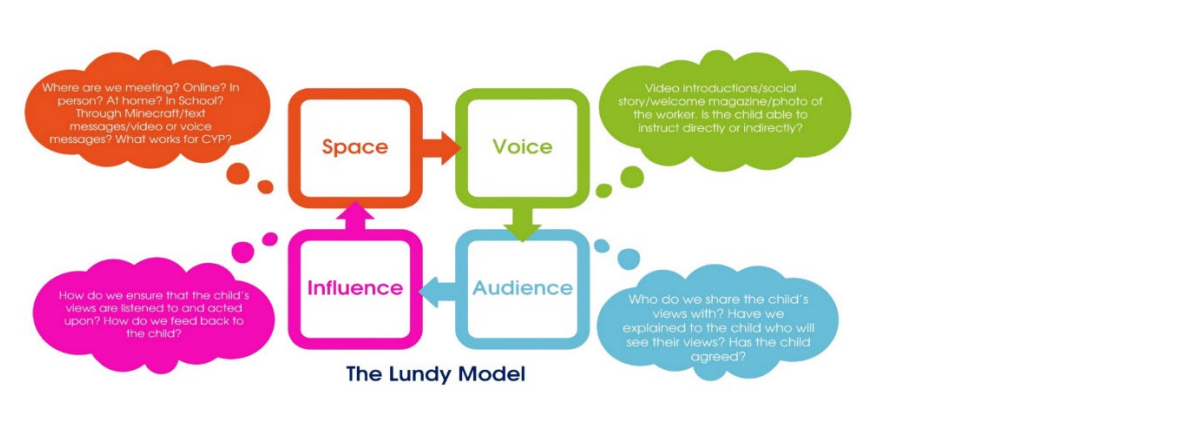 Where are we meeting? Online? In
person? At home? In School?
Through Minecraft/text
messages/video or voice
messages? What works for CYP?
Space
Voice
Video introductions/social
story/welcome magazine/photo of
the worker. Is the child able to
instruct directly or indirectly?
How do we ensure that the child's
views are listened to and acted
upon? How do we feed back to
the child?
Influence
Audience
Who do we share the child's
views with? Have we
explained to the child who will
see their views? Has the child
agreed?
The Lundy Model